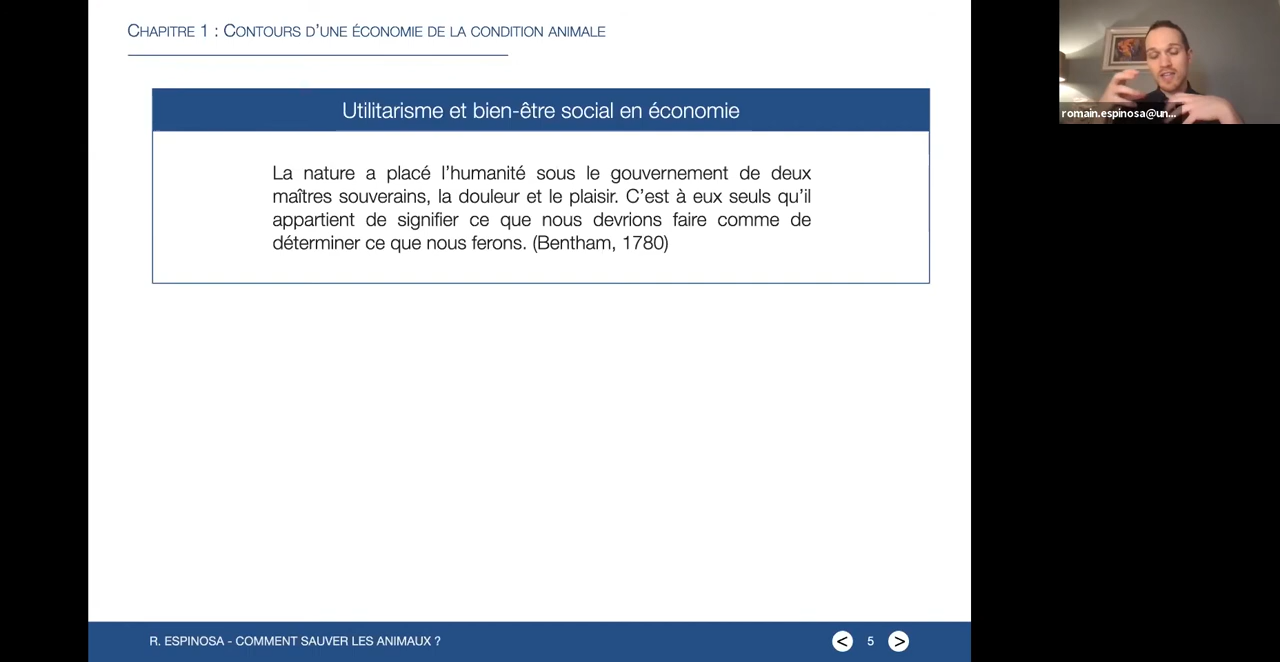 CHAPITRE 1 : CONTOURS D'UNE ÉCONOMIE DE LA CONDITION ANIMALE
Utilitarisme et bien-être social en économie
La nature a placé l'humanité sous le gouvernement de deux
maîtres souverains, la douleur et le plaisir. C'est à eux seuls qu'il
appartient de signifier ce que nous devrions faire comme de
déterminer ce que nous ferons. (Bentham, 1780)
romain.espinosa@un...
R. ESPINOSA - COMMENT SAUVER LES ANIMAUX ?
< 5 >